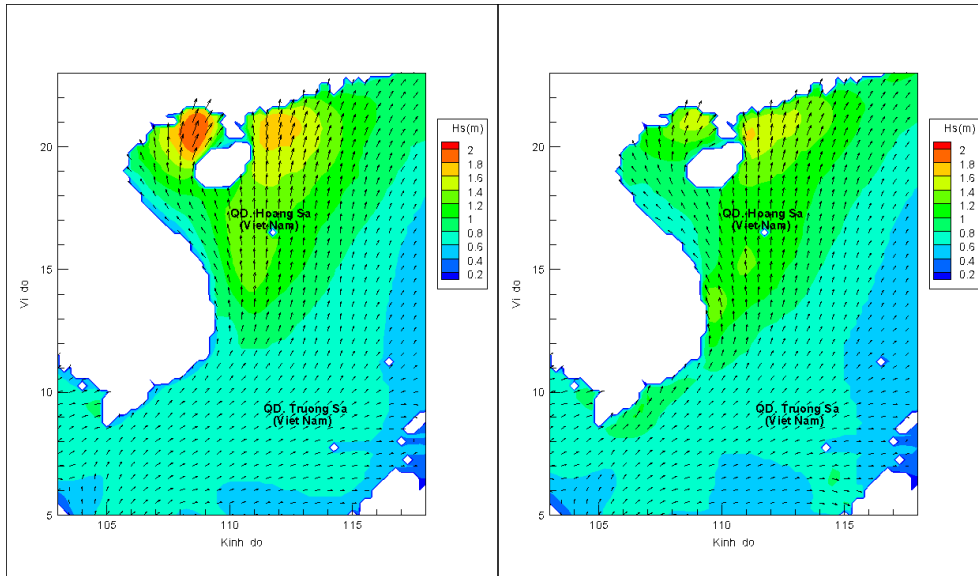 20
15
10
5
105
110
115
Vi do
Kinh do
QD. Hoang Sa
(Viet Nam)
QD. Truong Sa
(Viet Nam)
Hs(m)
2
1.8
1.6
1.4
1.2
1
0.8
0.6
0.4
0.2
20
15
10
5
105
110
115
Vi do
Kinh do
QD. Hoang Sa
(Viet Nam)
QD. Truong Sa
(Viet Nam)
Hs(m)
2
1.8
1.6
1.4
1.2
1
0.8
0.6
0.4
0.2